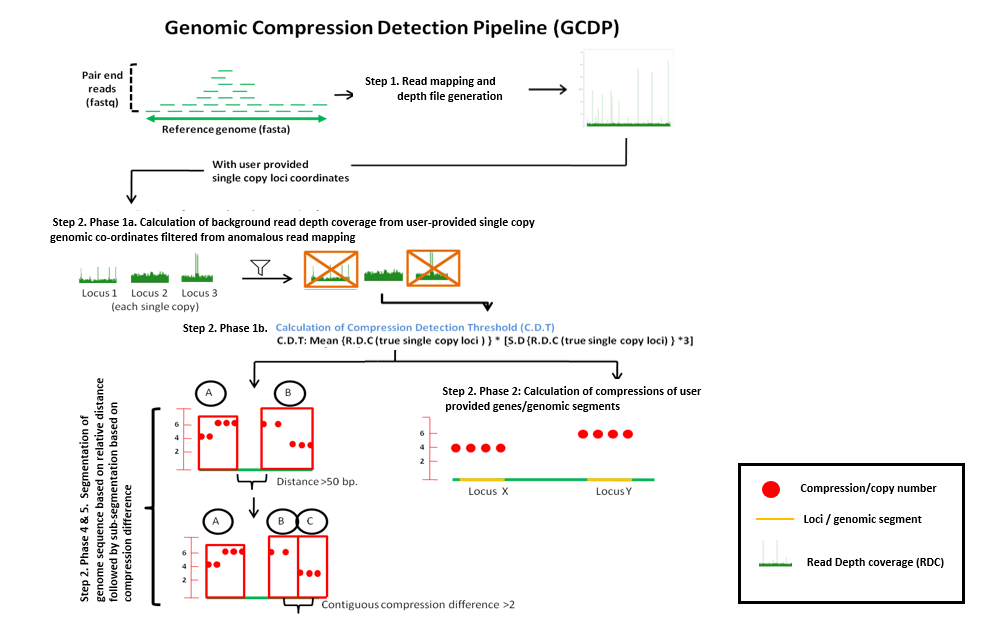 Genomic Compression Detection Pipeline (GCDP)
Pair end
reads
(fastq)
Reference genome (fasta)
Step 1. Read mapping and
depth file generation
With user provided
single copy loci coordinates
Step 2. Phase 1a. Calculation of background read depth coverage from user-provided single copy
genomic co-ordinates filtered from anomalous read mapping
Locus 1 Locus 2 Locus 3
(each single copy)
Step 2. Phase 1b. Calculation of Compression Detection Threshold (C.D.T)
C.D.T: Mean {R.D.C (true single copy loci ) } * [S.D {R.D.C (true single copy loci) } *3]
Step 2. Phase 4 & 5. Segmentation of
genome sequence based on relative distance
followed by sub-segmentation based on
compression difference
A B
6
4
2
Distance >50 bp.
A B C
6
4
2
Contiguous compression difference >2
Step 2. Phase 2: Calculation of compressions of user
provided genes/genomic segments
6
4
2
Locus X Locus Y
Compression/copy number
Loci / genomic segment
Read Depth coverage (RDC)